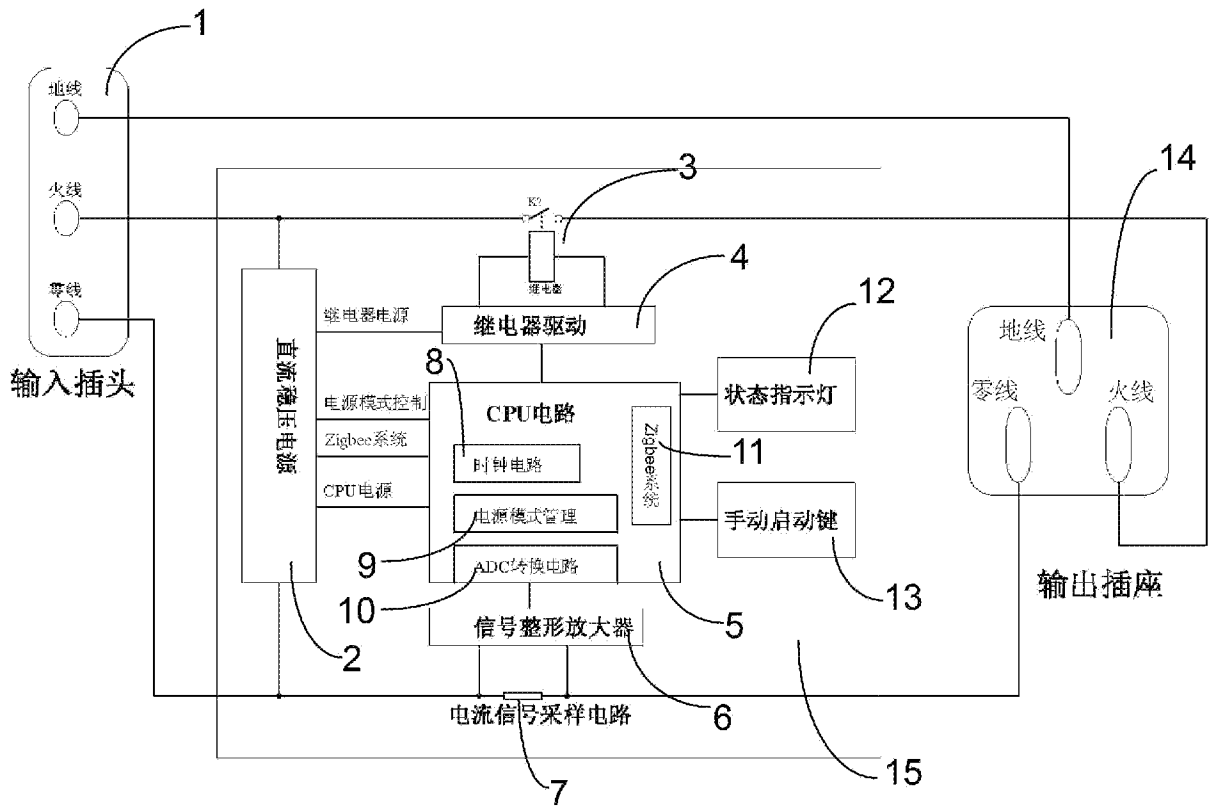 1
地线
火线
零线
输入插头
K?
3
继电器
4
继电器电源
继电器驱动
直流稳压电源
8
电源模式控制
Zigbee系统
CPU电源
CPU电路
时钟电路
Zigbee系统
11
9
电源模式管理
10
ADC转换电路
5
12
状态指示灯
手动启动键
13
14
地线
零线
火线
输出插座
2
信号整形放大器
6
电流信号采样电路
7
15